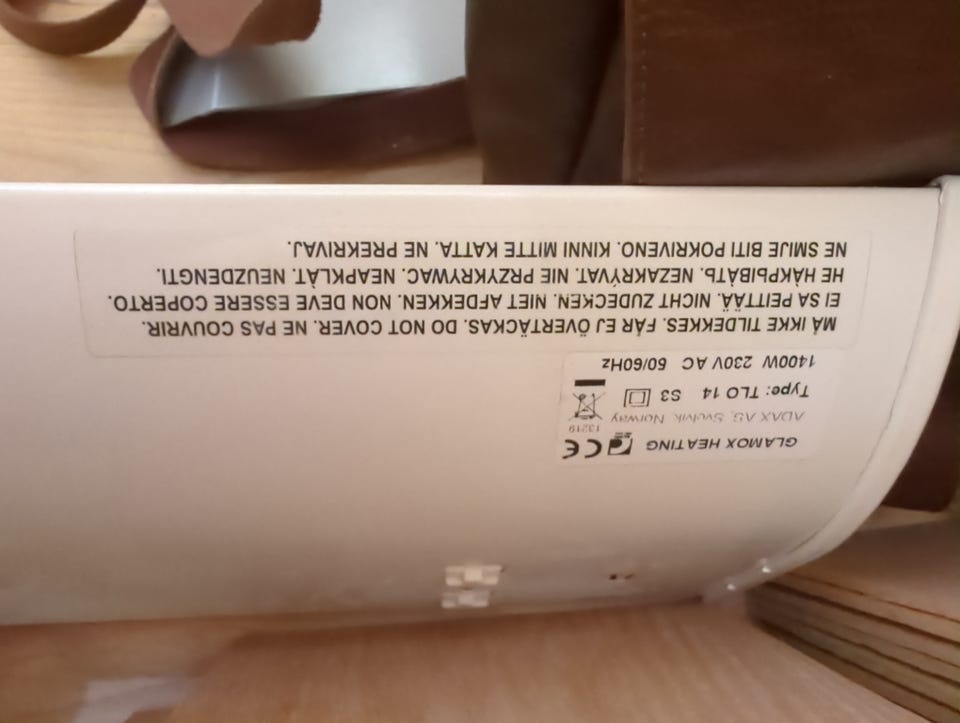 GLAMOX HEATING CE
ADAX AS, Svelvik, Norway 13219
Type: TLO 14 S3
1400W 230V AC 50/60Hz
MÅ IKKE TILDEKKES. FÅR EJ ÖVERTÄCKAS. DO NOT COVER. NE PAS COUVRIR.
EI SA PEITTÄÄ. NICHT ZUDECKEN. NIET AFDEKKEN. NON DEVE ESSERE COPERTO.
НЕ НАКРЫВАТЬ. NEZAKRÝVAT. NIE PRZYKRYWAC. NEAPKLĀT. NEUZDENGTI.
NE SMIJE BITI POKRIVENO. KINNI MITTE KATTA. NE PREKRIVAJ.